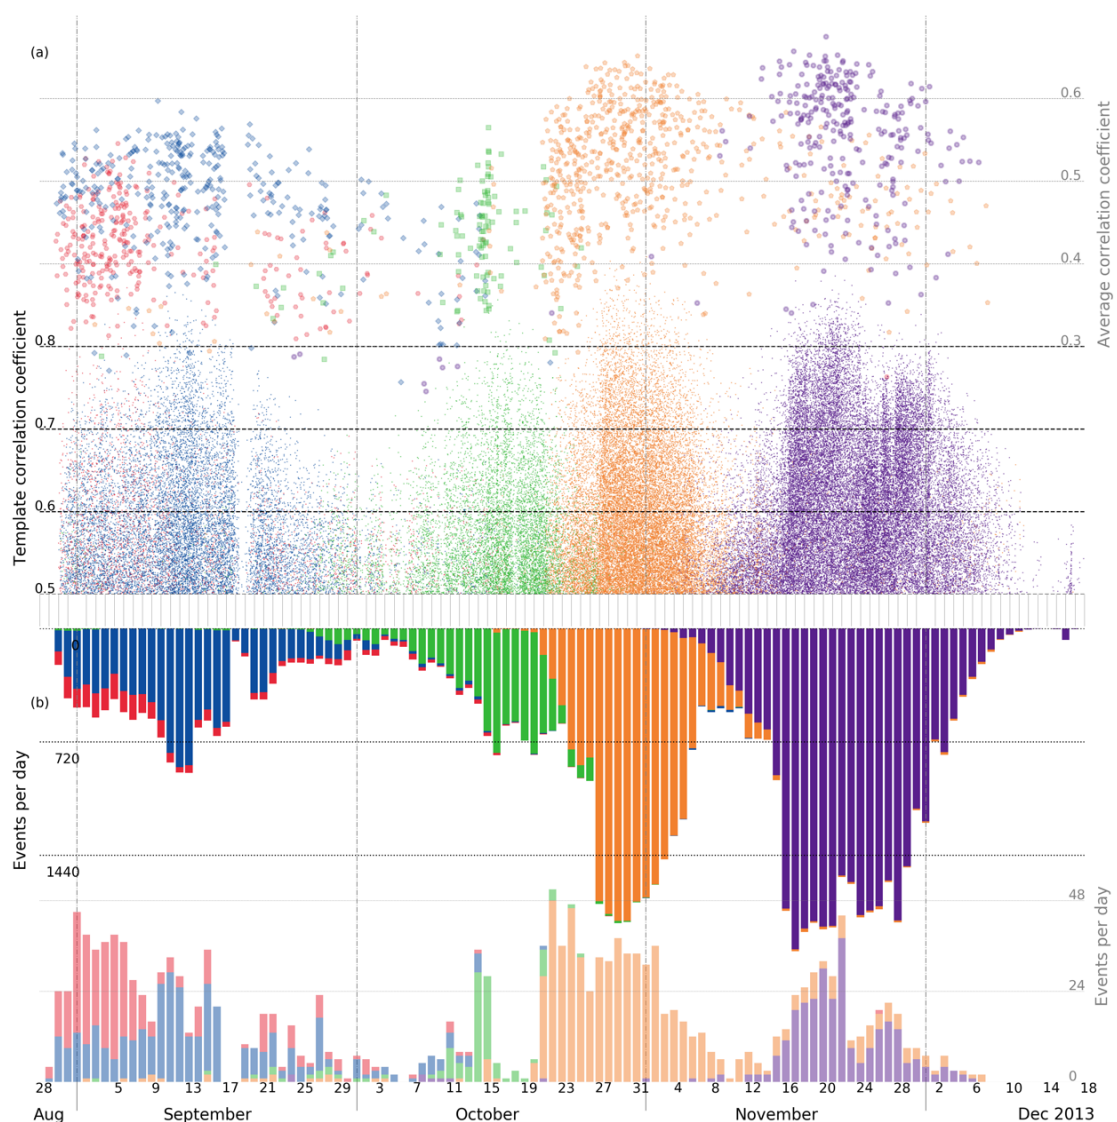 (a)
Template correlation coefficient
0.8
0.7
0.6
0.5
Average correlation coefficient
0.6
0.5
0.4
0.3
(b)
Events per day
0
720
1440
Events per day
48
24
0
28 5 9 13 17 21 25 29 19 3 7 11 15 19 23 27 31 4 8 12 16 20 24 28 2 6 10 14 18
Aug September October November Dec 2013